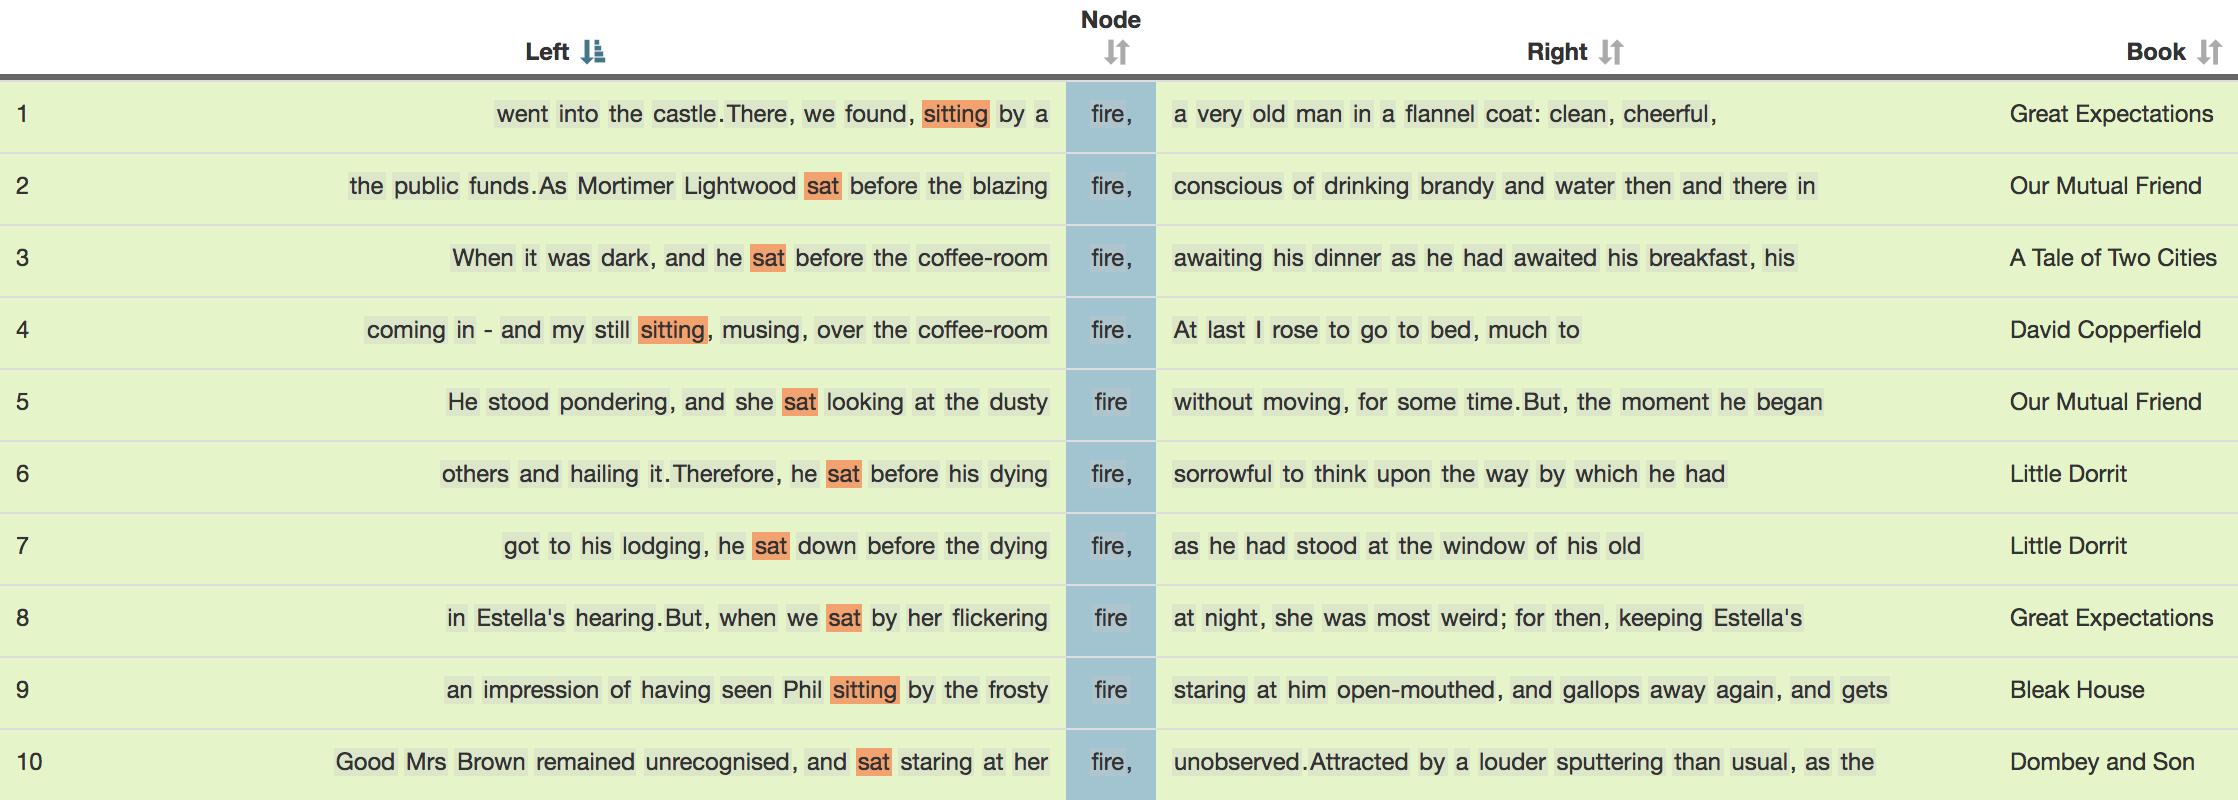 Left Node Right Book
1 went into the castle.There, we found, sitting by a fire, a very old man in a flannel coat: clean, cheerful, Great Expectations
2 the public funds.As Mortimer Lightwood sat before the blazing fire, conscious of drinking brandy and water then and there in Our Mutual Friend
3 When it was dark, and he sat before the coffee-room fire, awaiting his dinner as he had awaited his breakfast, his A Tale of Two Cities
4 coming in - and my still sitting, musing, over the coffee-room fire. At last I rose to go to bed, much to David Copperfield
5 He stood pondering, and she sat looking at the dusty fire without moving, for some time.But, the moment he began Our Mutual Friend
6 others and hailing it.Therefore, he sat before his dying fire, sorrowful to think upon the way by which he had Little Dorrit
7 got to his lodging, he sat down before the dying fire, as he had stood at the window of his old Little Dorrit
8 in Estella's hearing.But, when we sat by her flickering fire at night, she was most weird; for then, keeping Estella's Great Expectations
9 an impression of having seen Phil sitting by the frosty fire staring at him open-mouthed, and gallops away again, and gets Bleak House
10 Good Mrs Brown remained unrecognised, and sat staring at her fire, unobserved.Attracted by a louder sputtering than usual, as the Dombey and Son